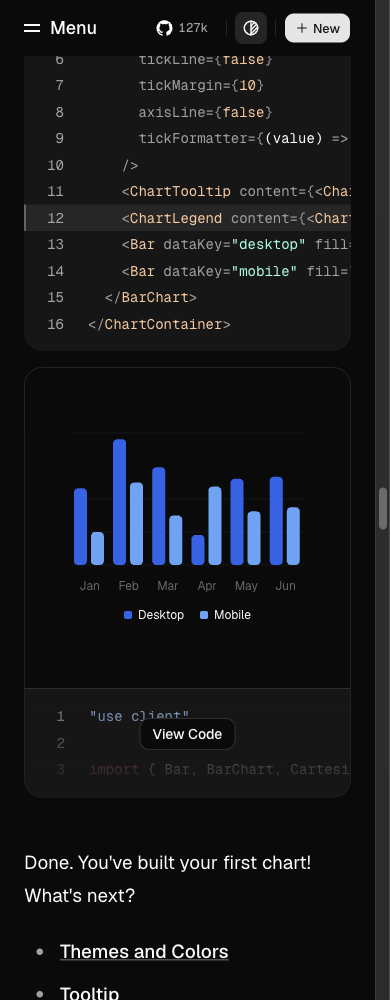 Menu 127k + New
6 tickLine={false}
7 tickMargin={10}
8 axisLine={false}
9 tickFormatter={(value) =>
10 />
11 <ChartTooltip content={<Char
12 <ChartLegend content={<Chart
13 <Bar dataKey="desktop" fill=
14 <Bar dataKey="mobile" fill="
15 </BarChart>
16 </ChartContainer>
Jan Feb Mar Apr May Jun
Desktop Mobile
1 "use client"
View Code
2
3 import { Bar, BarChart, Cartesi
Done. You've built your first chart!
What's next?
• Themes and Colors
• Tooltip